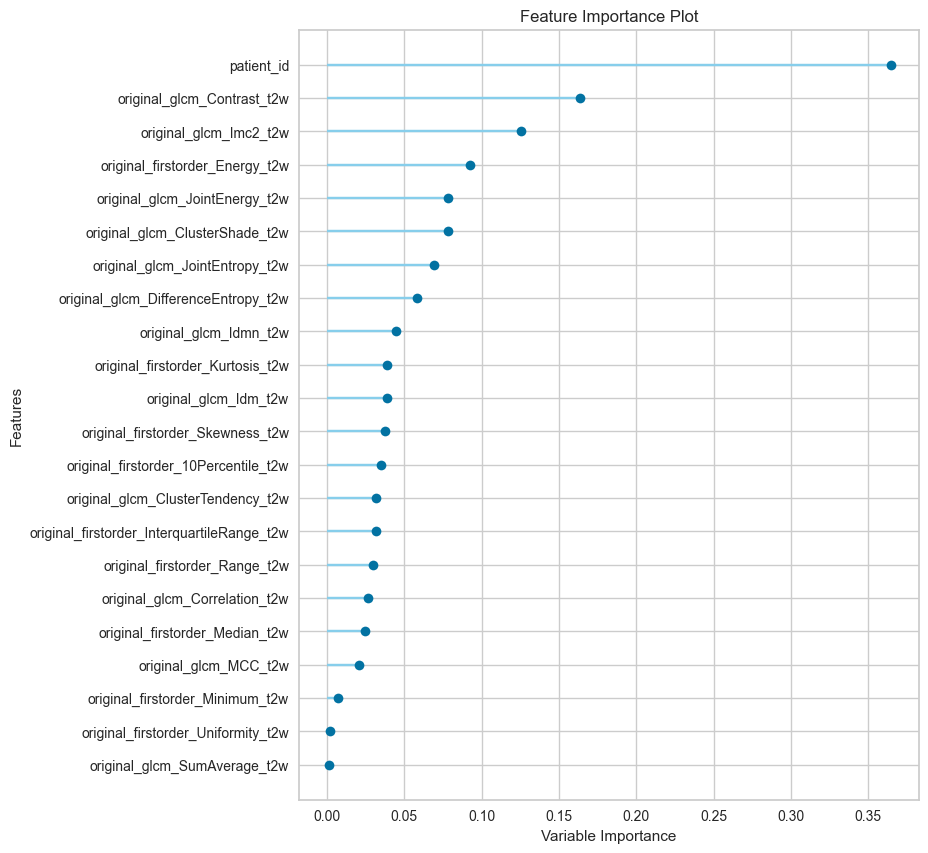 Feature Importance Plot
patient_id
original_glcm_Contrast_t2w
original_glcm_Imc2_t2w
original_firstorder_Energy_t2w
original_glcm_JointEnergy_t2w
original_glcm_ClusterShade_t2w
original_glcm_JointEntropy_t2w
original_glcm_DifferenceEntropy_t2w
original_glcm_Idmn_t2w
original_firstorder_Kurtosis_t2w
original_glcm_Idm_t2w
original_firstorder_Skewness_t2w
original_firstorder_10Percentile_t2w
original_glcm_ClusterTendency_t2w
original_firstorder_InterquartileRange_t2w
original_firstorder_Range_t2w
original_glcm_Correlation_t2w
original_firstorder_Median_t2w
original_glcm_MCC_t2w
original_firstorder_Minimum_t2w
original_firstorder_Uniformity_t2w
original_glcm_SumAverage_t2w
Features
0.00 0.05 0.10 0.15 0.20 0.25 0.30 0.35
Variable Importance